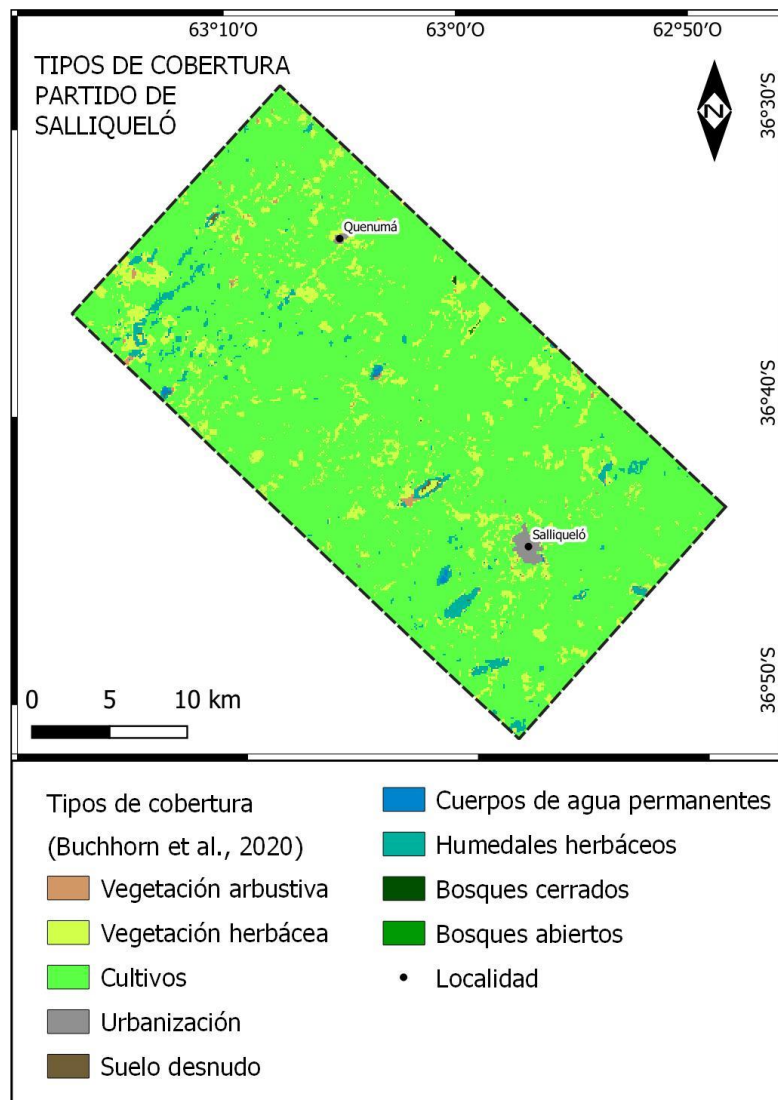 63°10'O 63°0'O 62°50'O
TIPOS DE COBERTURA
PARTIDO DE
SALLIQUELÓ
N
36°30'S
Quenumá
36°40'S
Salliqueló
36°50'S
0 5 10 km
Tipos de cobertura
(Buchhorn et al., 2020)
Vegetación arbustiva
Vegetación herbácea
Cultivos
Urbanización
Suelo desnudo
Cuerpos de agua permanentes
Humedales herbáceos
Bosques cerrados
Bosques abiertos
Localidad